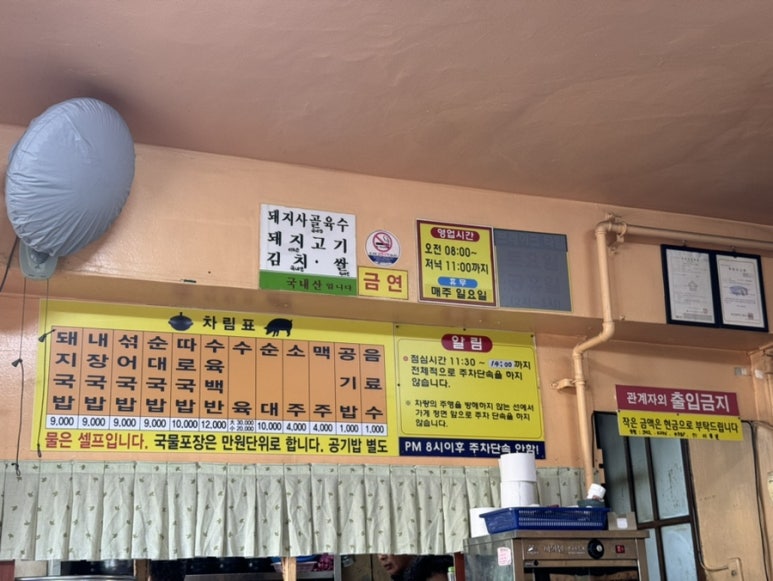 돼지사골육수
돼지고기
김치·쌀
국내산 입니다
금연
영업시간
오전 08:00~
저녁 11:00까지
휴무
매주 일요일
차림표
돼지국밥 9,000
내장국밥 9,000
섞어국밥 9,000
순대국밥 9,000
따로국밥 10,000
수육백반 12,000
수육 大 30,000 小 20,000
순대
소주
맥주
공기밥 1,000
음료수 1,000
4,000
4,000
물은 셀프입니다. 국물포장은 만원단위로 합니다. 공기밥 별도
알림
점심시간 11:30 ~ 14:00까지
전체적으로 주차단속을 하지
않습니다.
차량의 주행을 방해하지 않는 선에서
가게 정면 앞으로 주차 단속을 하지
않습니다.
PM 8시이후 주차단속 안함!
관계자외 출입금지
작은 금액은 현금으로 부탁드립니다